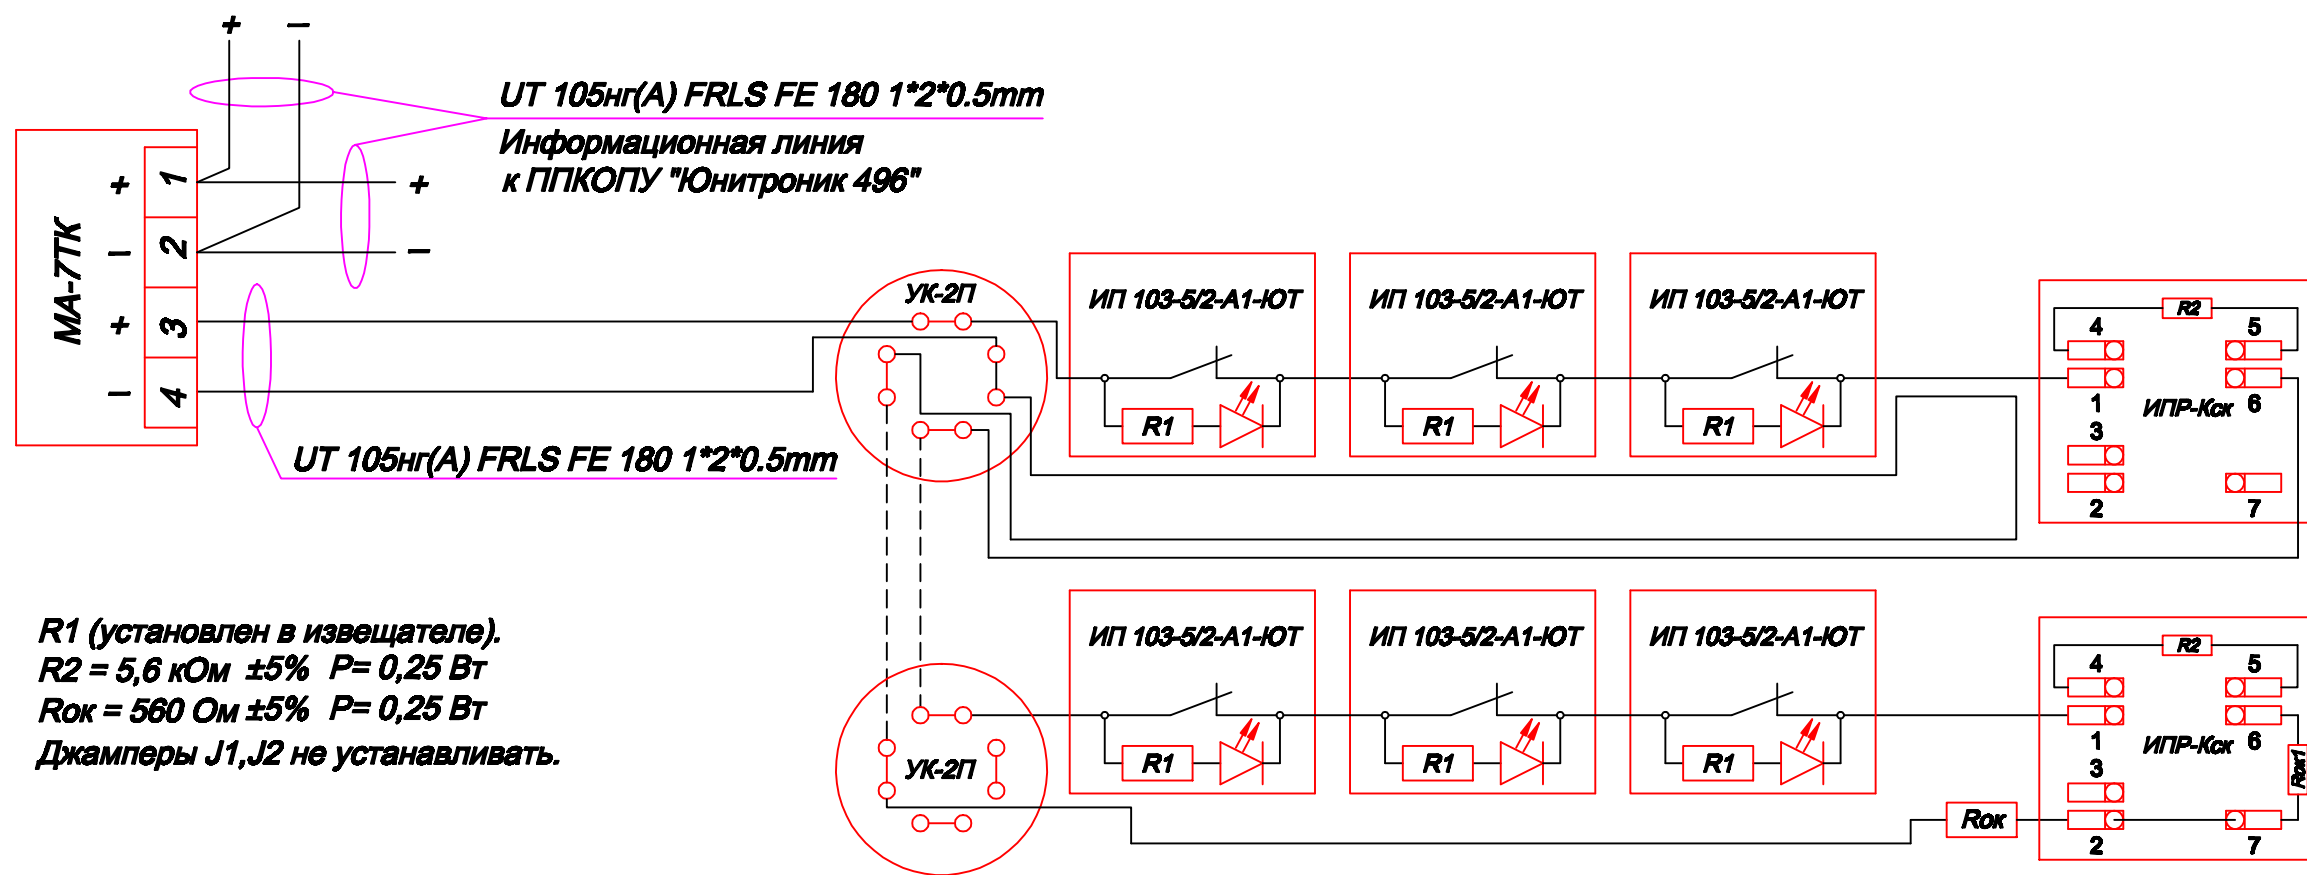 + –
UT 105нг(А) FRLS FE 180 1*2*0.5mm
Информационная линия
к ППКОПУ "Юнитроник 496"
МА-7ТК
+ 1 +
– 2 –
+ 3
– 4
UT 105нг(А) FRLS FE 180 1*2*0.5mm
УК-2П
ИП 103-5/2-А1-ЮТ
R1
ИП 103-5/2-А1-ЮТ
R1
ИП 103-5/2-А1-ЮТ
R1
R2
4 5
1 ИПР-Кск 6
3
2 7
R1 (установлен в извещателе).
R2 = 5,6 кОм ±5% P= 0,25 Вт
Rок = 560 Ом ±5% P= 0,25 Вт
Джамперы J1,J2 не устанавливать.
УК-2П
ИП 103-5/2-А1-ЮТ
R1
ИП 103-5/2-А1-ЮТ
R1
ИП 103-5/2-А1-ЮТ
R1
Rок
R2
4 5
1 ИПР-Кск 6
3
Rок1
2 7